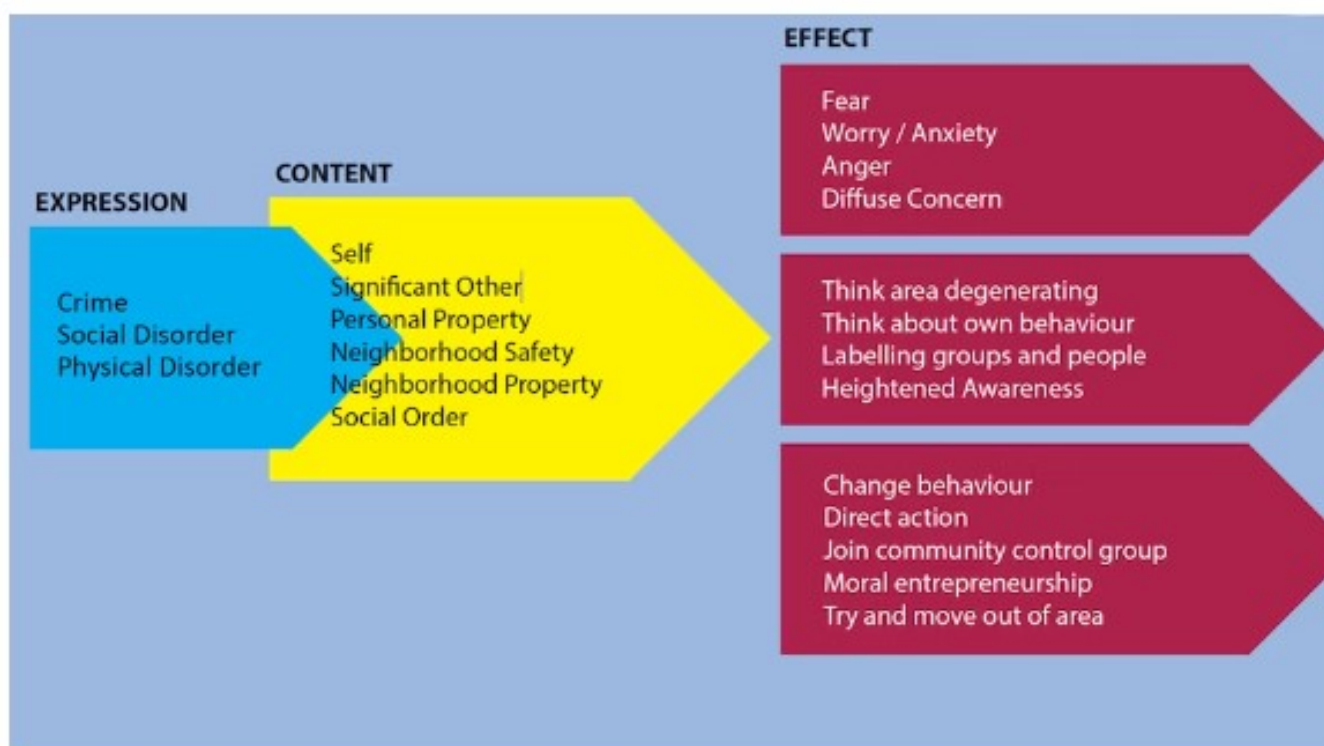 EXPRESSION
Crime
Social Disorder
Physical Disorder
CONTENT
Self
Significant Other
Personal Property
Neighborhood Safety
Neighborhood Property
Social Order
EFFECT
Fear
Worry / Anxiety
Anger
Diffuse Concern
Think area degenerating
Think about own behaviour
Labelling groups and people
Heightened Awareness
Change behaviour
Direct action
Join community control group
Moral entrepreneurship
Try and move out of area